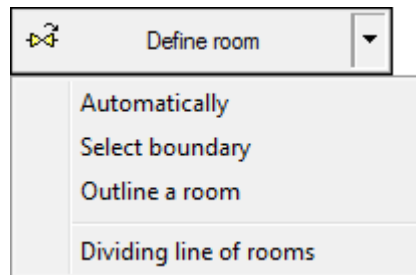 Define room
Automatically
Select boundary
Outline a room
Dividing line of rooms